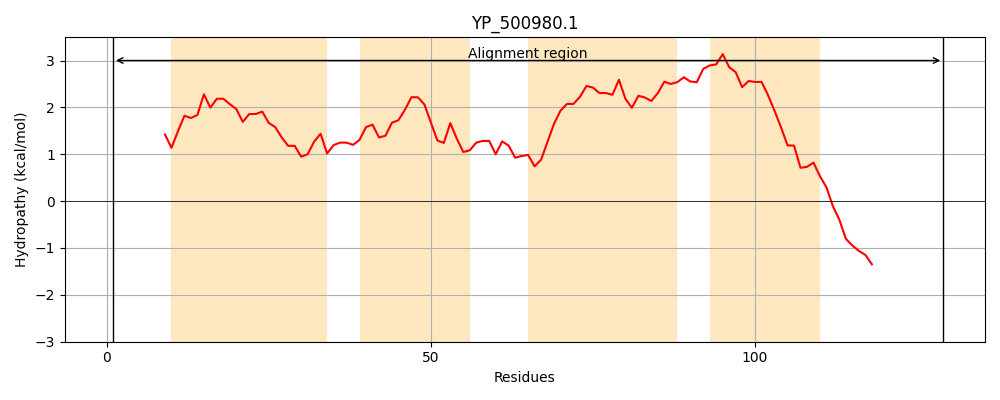 YP_500980.1
Alignment region
3
2
1
0
−1
−2
−3
Hydropathy (kcal/mol)
0
50
100
Residues